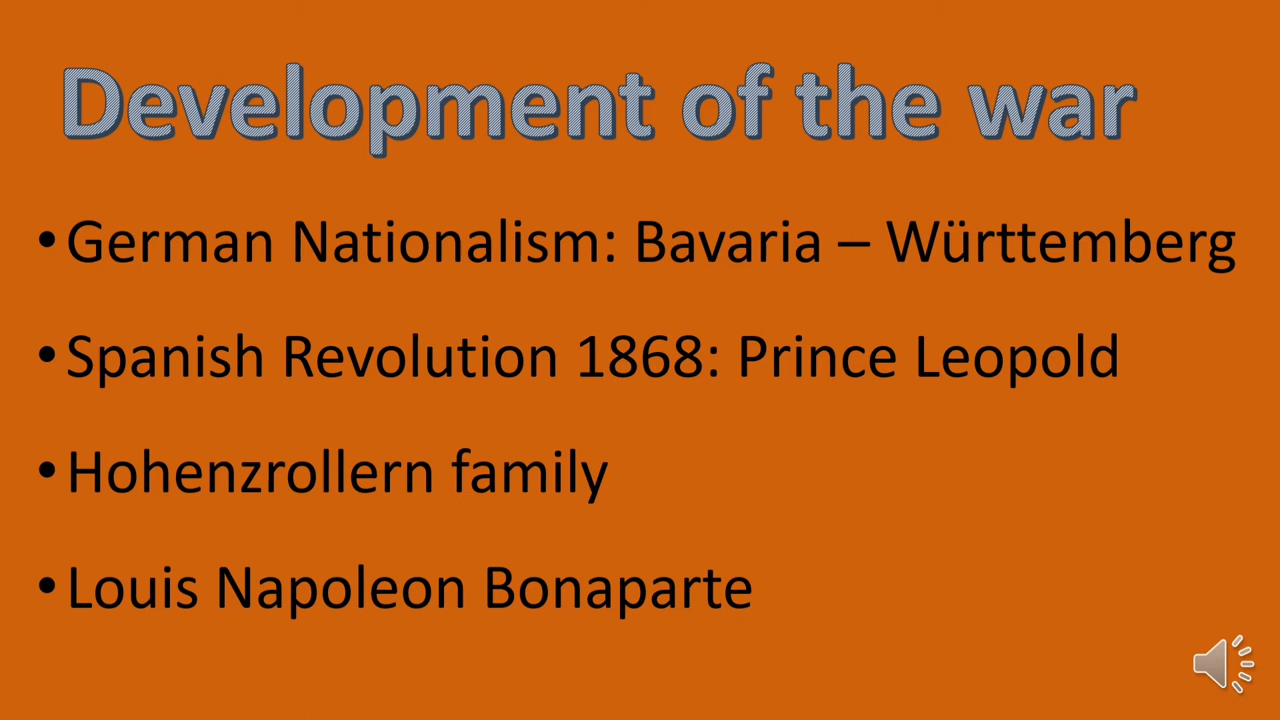 Development of the war
• German Nationalism: Bavaria – Württemberg
• Spanish Revolution 1868: Prince Leopold
• Hohenzrollern family
• Louis Napoleon Bonaparte